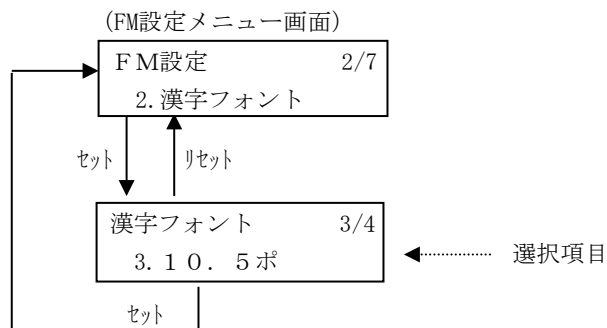 (FM設定メニュー画面)
ＦＭ設定 2/7
2.漢字フォント
ｾｯﾄ ﾘｾｯﾄ
漢字フォント 3/4
3.１０．５ポ
選択項目
ｾｯﾄ